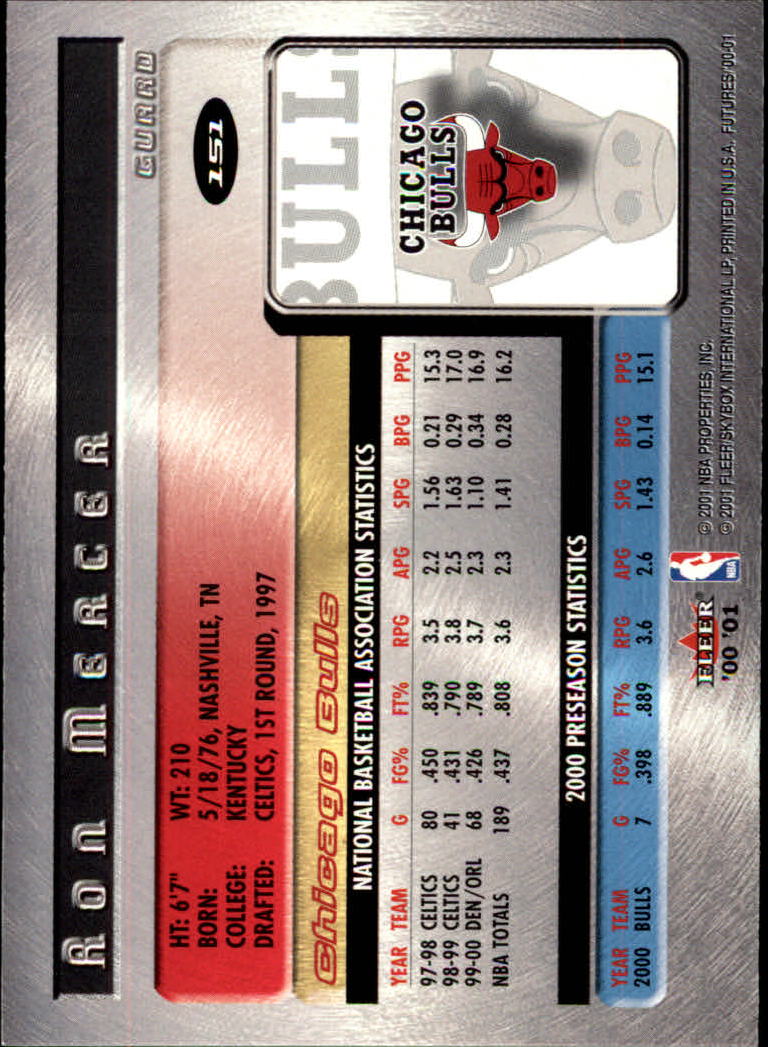 Ron Mercer
GUARD
HT: 6'7" WT: 210
BORN: 5/18/76, NASHVILLE, TN
COLLEGE: KENTUCKY
DRAFTED: CELTICS, 1ST ROUND, 1997
151
Chicago Bulls
BULLS
CHICAGO
BULLS
NATIONAL BASKETBALL ASSOCIATION STATISTICS
YEAR TEAM G FG% FT% RPG APG SPG BPG PPG
97-98 CELTICS 80 .450 .839 3.5 2.2 1.56 0.21 15.3
98-99 CELTICS 41 .431 .790 3.8 2.5 1.63 0.29 17.0
99-00 DEN/ORL 68 .426 .789 3.7 2.3 1.10 0.34 16.9
NBA TOTALS 189 .437 .808 3.6 2.3 1.41 0.28 16.2
2000 PRESEASON STATISTICS
YEAR TEAM G FG% FT% RPG APG SPG BPG PPG
2000 BULLS 7 .398 .889 3.6 2.6 1.43 0.14 15.1
FLEER®
'00 '01
NBA
© 2001 NBA PROPERTIES, INC.
© 2001 FLEER/SKYBOX INTERNATIONAL LP, PRINTED IN U.S.A. FUTURES '00-01